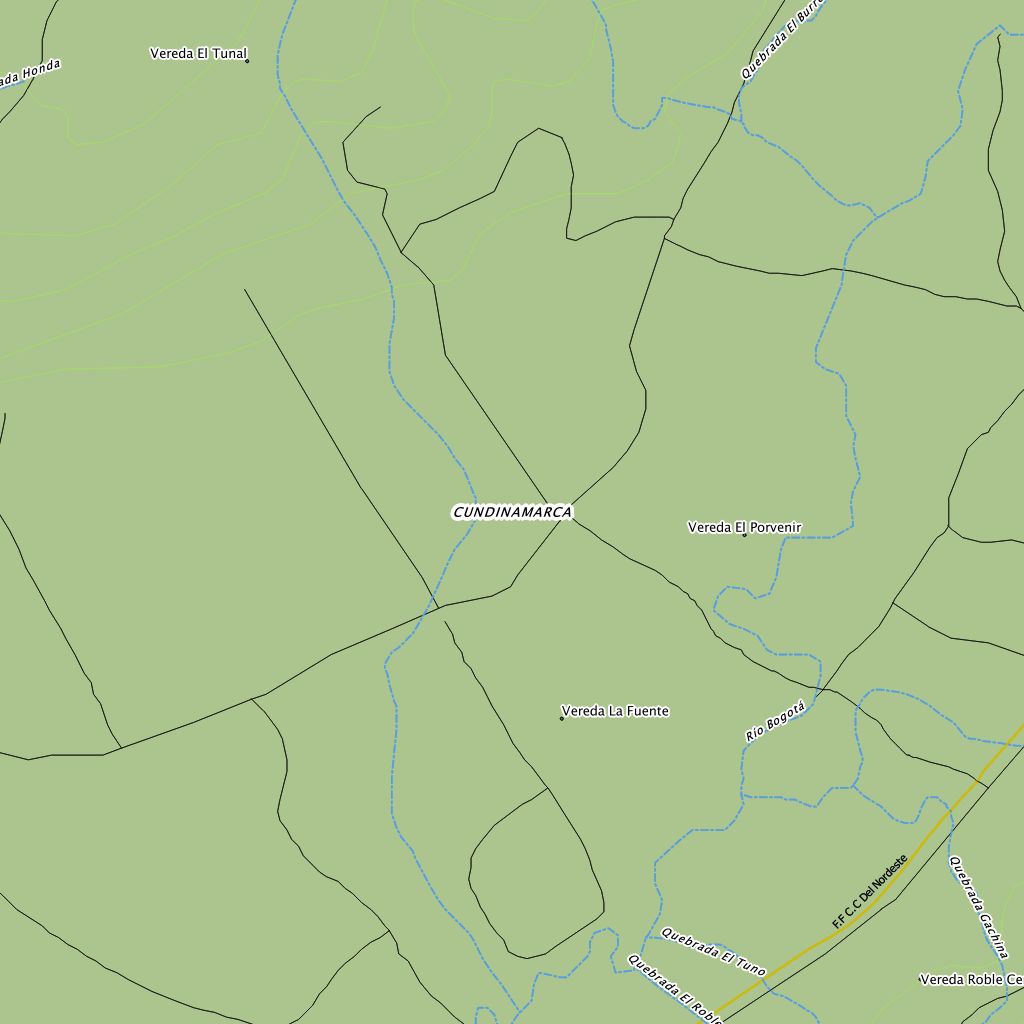 Quebrada El Burro
Vereda El Tunal
ada Honda
CUNDINAMARCA
Vereda El Porvenir
Vereda La Fuente
Río Bogotá
F.F C.C Del Nordeste
Quebrada Gachina
Quebrada El Tuno
Quebrada El Roble
Vereda Roble Ce